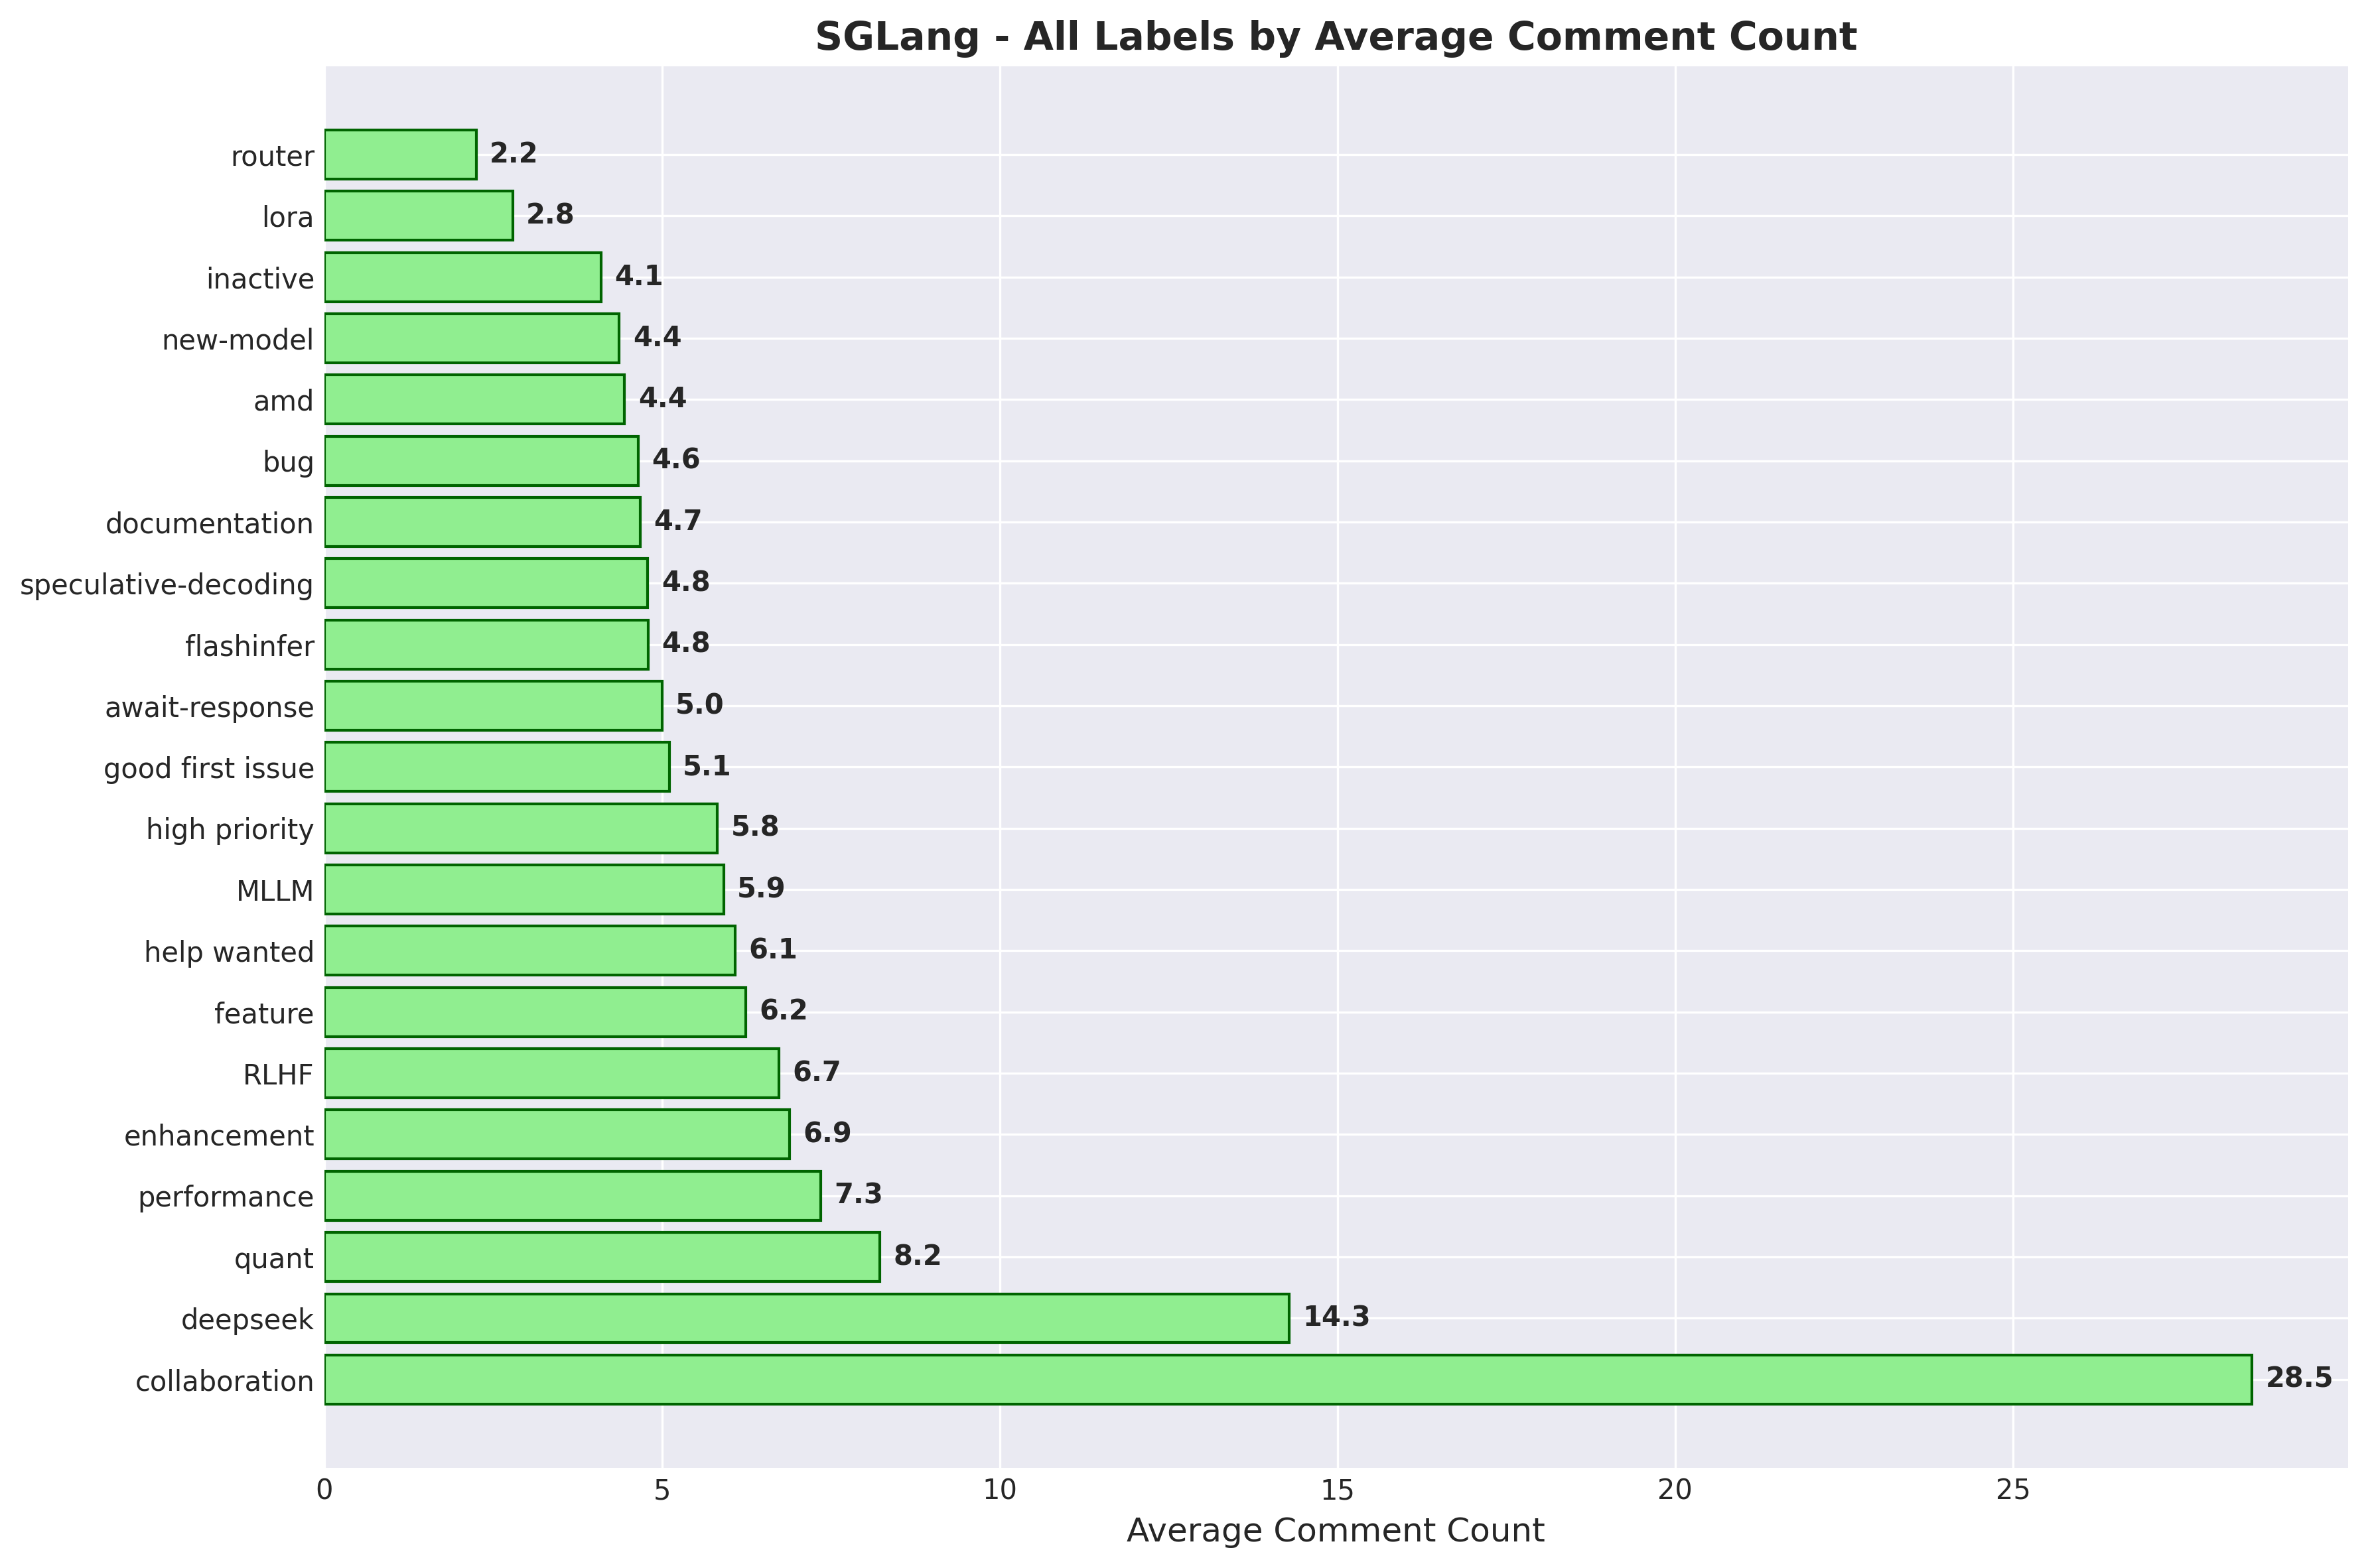 SGLang - All Labels by Average Comment Count
router 2.2
lora 2.8
inactive 4.1
new-model 4.4
amd 4.4
bug 4.6
documentation 4.7
speculative-decoding 4.8
flashinfer 4.8
await-response 5.0
good first issue 5.1
high priority 5.8
MLLM 5.9
help wanted 6.1
feature 6.2
RLHF 6.7
enhancement 6.9
performance 7.3
quant 8.2
deepseek 14.3
collaboration 28.5
0 5 10 15 20 25
Average Comment Count